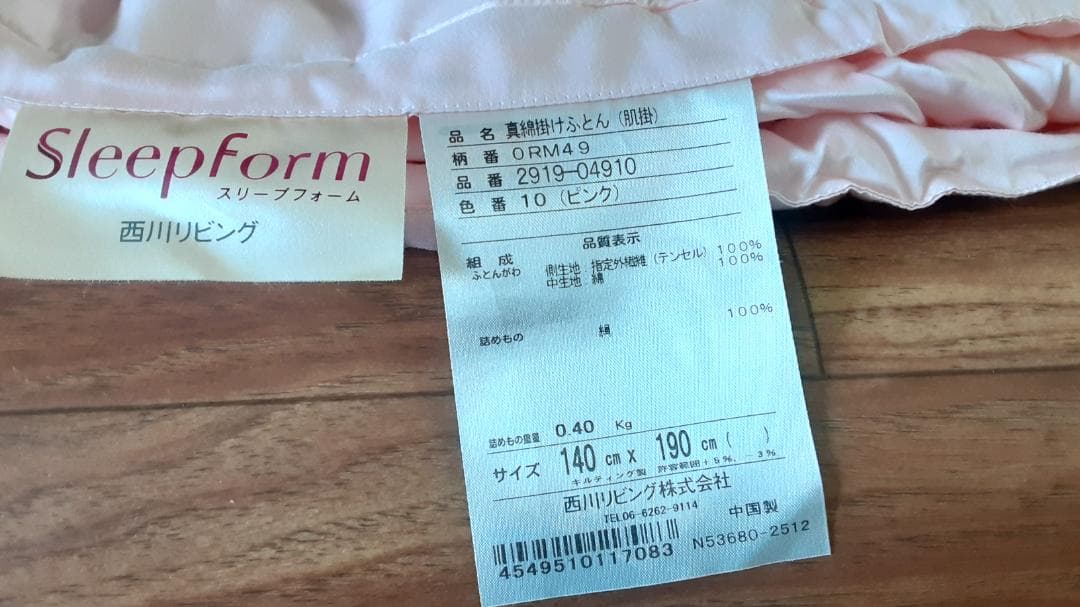 Sleepform
スリープフォーム
西川リビング
品 名 真綿掛けふとん (肌掛)
柄 番 0RM49
品 番 2919-04910
色 番 10 (ピンク)
品質表示
組 成
ふとんがわ 側生地:指定外繊維 (テンセル) 100%
中生地:綿 100%
詰めもの 絹 100%
詰めもの重量 0.40 Kg
サイズ 140 cm x 190 cm ( )
キルティング製 許容範囲+5%, -3%
西川リビング株式会社
TEL06-6262-9114
中国製
4549510117083 N53680-2512